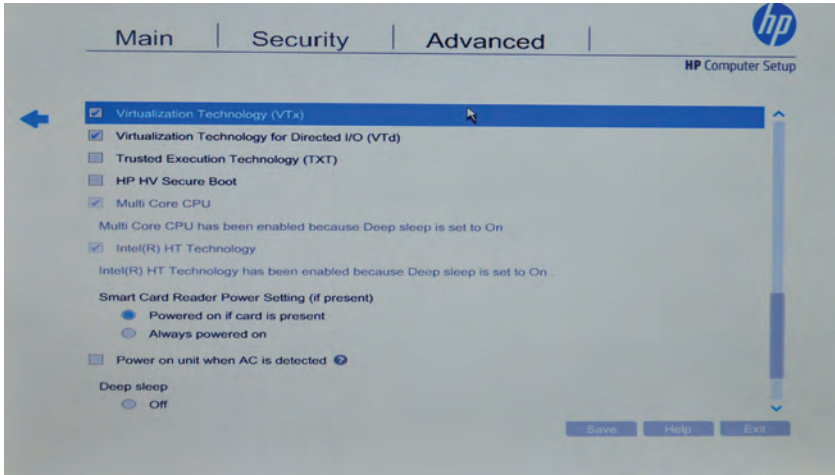 hp
Main
Security
Advanced
HP Computer Setup
Virtualization Technology (VTx)
Virtualization Technology for Directed I/O (VTd)
Trusted Execution Technology (TXT)
HP HV Secure Boot
Multi Core CPU
Multi Core CPU has been enabled because Deep sleep is set to On
Intel(R) HT Technology
Intel(R) HT Technology has been enabled because Deep sleep is set to On .
Smart Card Reader Power Setting (if present)
Powered on if card is present
Always powered on
Power on unit when AC is detected ?
Deep sleep
Off
Save
Help
Exit